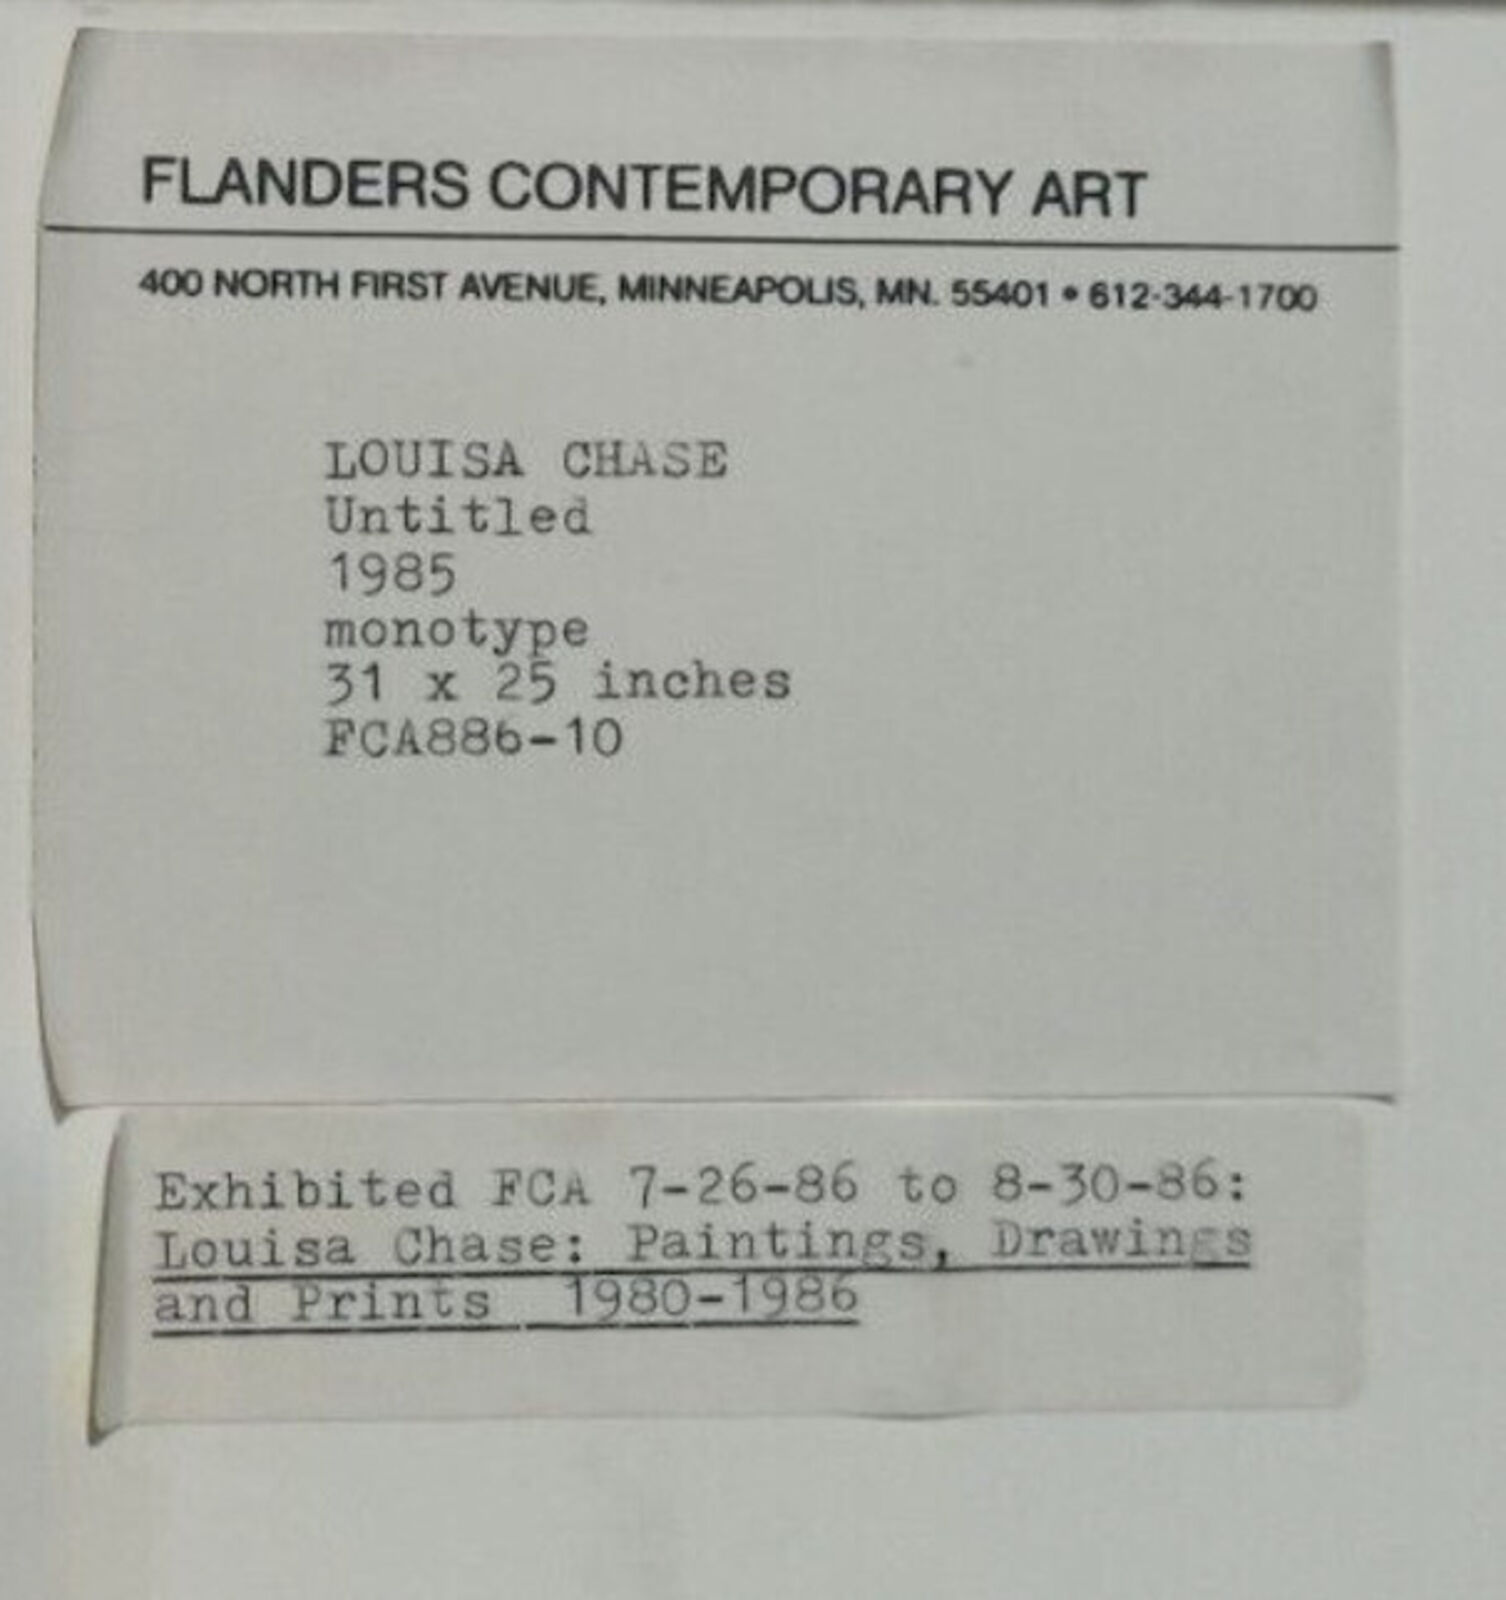 FLANDERS CONTEMPORARY ART
400 NORTH FIRST AVENUE, MINNEAPOLIS, MN. 55401 • 612-344-1700
LOUISA CHASE
Untitled
1985
monotype
31 x 25 inches
FCA886-10
Exhibited FCA 7-26-86 to 8-30-86:
Louisa Chase: Paintings, Drawings
and Prints 1980-1986